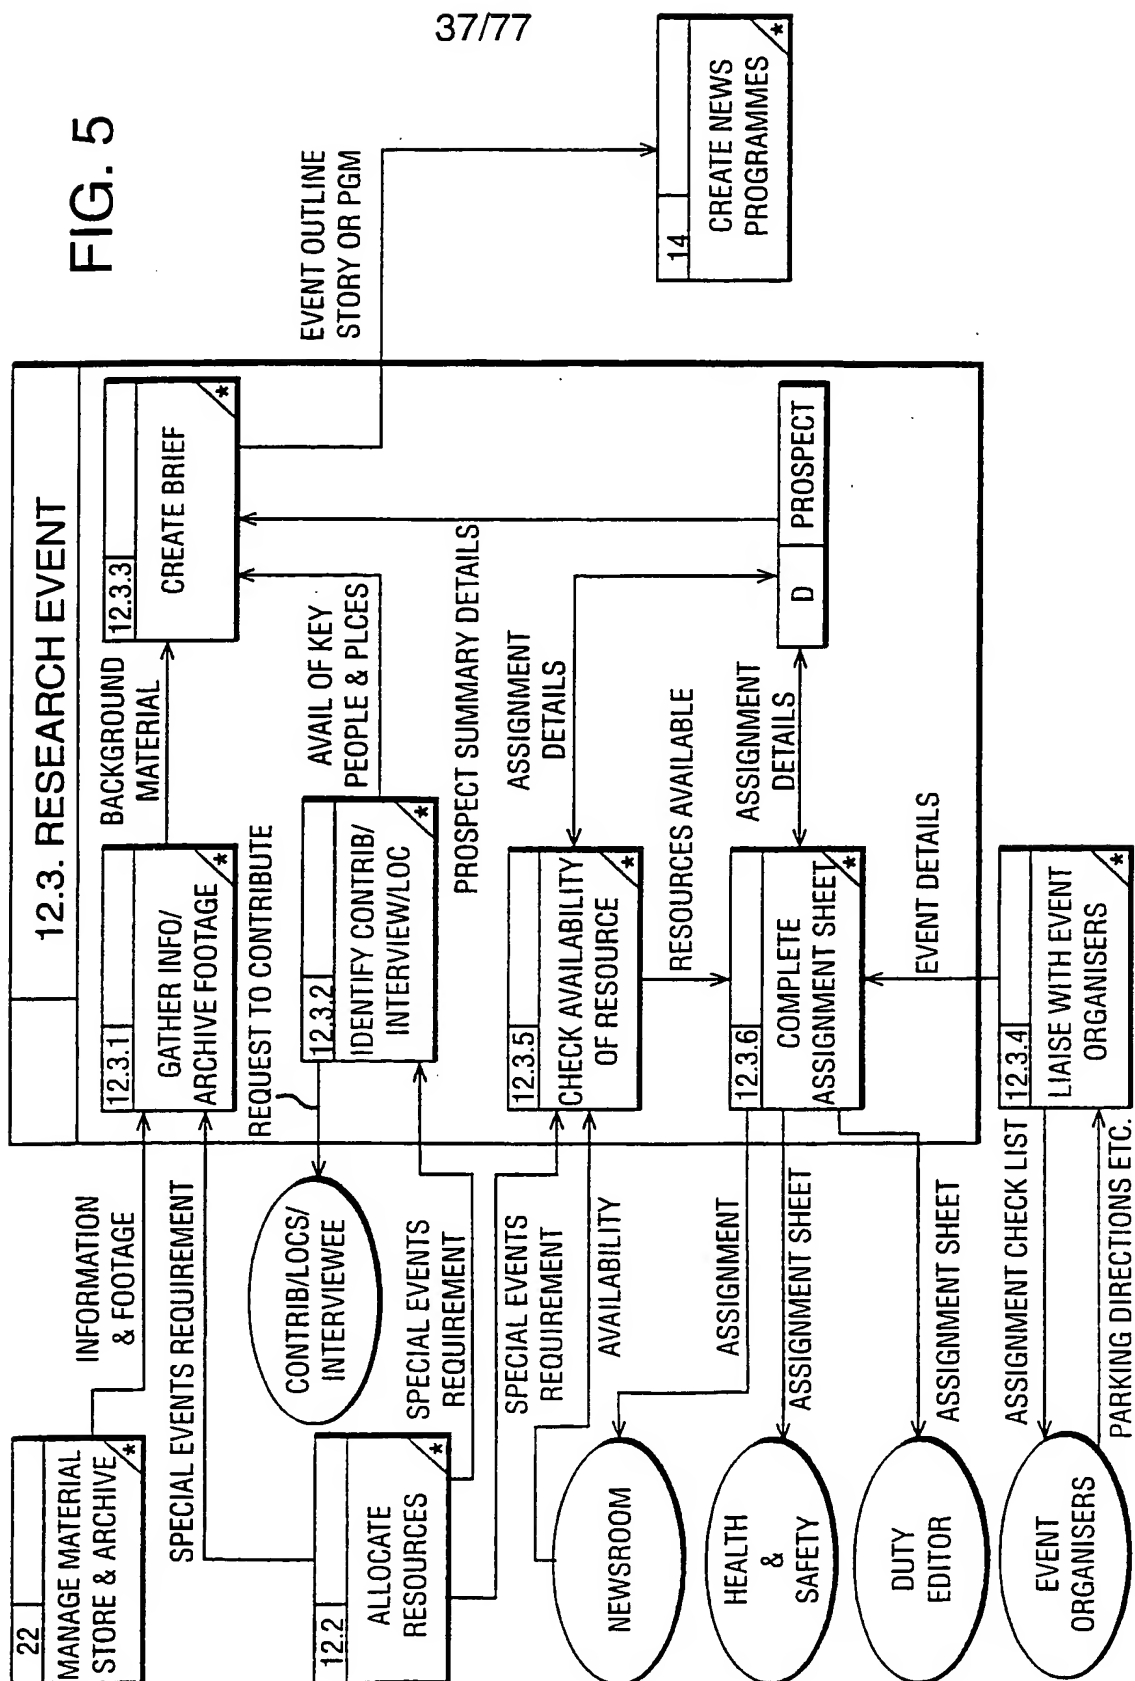 37/77
FIG. 5
12.3. RESEARCH EVENT
22
MANAGE MATERIAL
STORE & ARCHIVE
*
INFORMATION
& FOOTAGE
SPECIAL EVENTS REQUIREMENT
12.3.1
GATHER INFO/
ARCHIVE FOOTAGE
*
BACKGROUND
MATERIAL
12.3.3
CREATE BRIEF
*
EVENT OUTLINE
STORY OR PGM
14
CREATE NEWS
PROGRAMMES
*
REQUEST TO CONTRIBUTE
CONTRIB/LOCS/
INTERVIEWEE
12.3.2
IDENTIFY CONTRIB/
INTERVIEW/LOC
*
AVAIL OF KEY
PEOPLE & PLCES
12.2
ALLOCATE
RESOURCES
*
SPECIAL EVENTS
REQUIREMENT
PROSPECT SUMMARY DETAILS
SPECIAL EVENTS
REQUIREMENT
AVAILABILITY
12.3.5
CHECK AVAILABILITY
OF RESOURCE
*
ASSIGNMENT
DETAILS
RESOURCES AVAILABLE
NEWSROOM
ASSIGNMENT
12.3.6
COMPLETE
ASSIGNMENT SHEET
*
ASSIGNMENT
DETAILS
D PROSPECT
HEALTH
&
SAFETY
ASSIGNMENT SHEET
DUTY
EDITOR
ASSIGNMENT SHEET
EVENT DETAILS
EVENT
ORGANISERS
ASSIGNMENT CHECK LIST
PARKING DIRECTIONS ETC.
12.3.4
LIAISE WITH EVENT
ORGANISERS
*